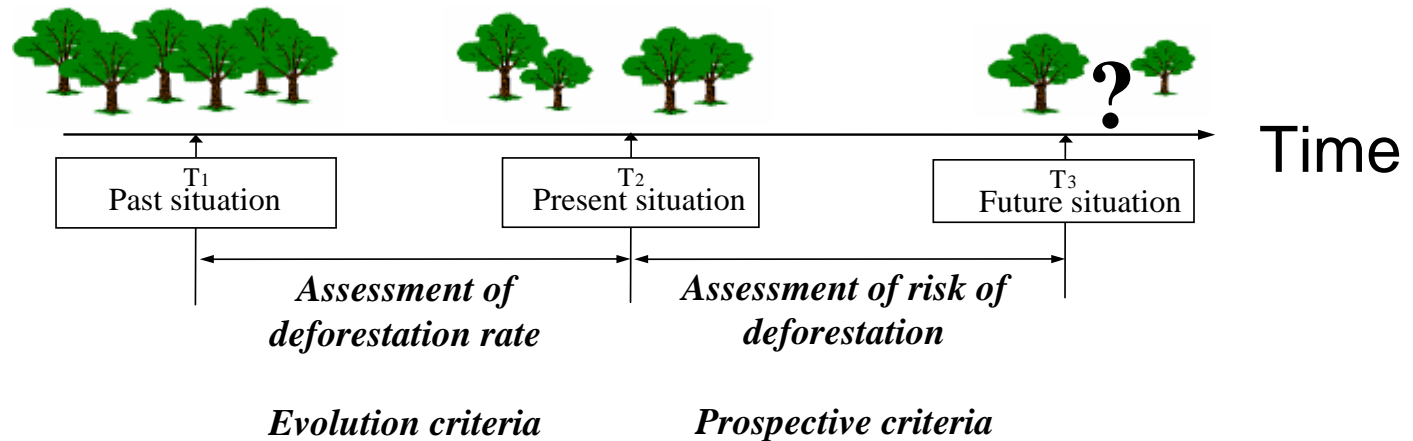 ?
Time
T1
Past situation
T2
Present situation
T3
Future situation
Assessment of
deforestation rate
Assessment of risk of
deforestation
Evolution criteria
Prospective criteria